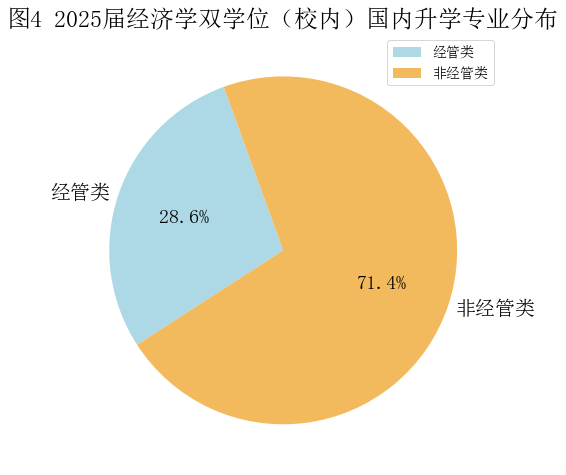 图4 2025届经济学双学位（校内）国内升学专业分布
经管类
非经管类
经管类
28.6%
71.4%
非经管类